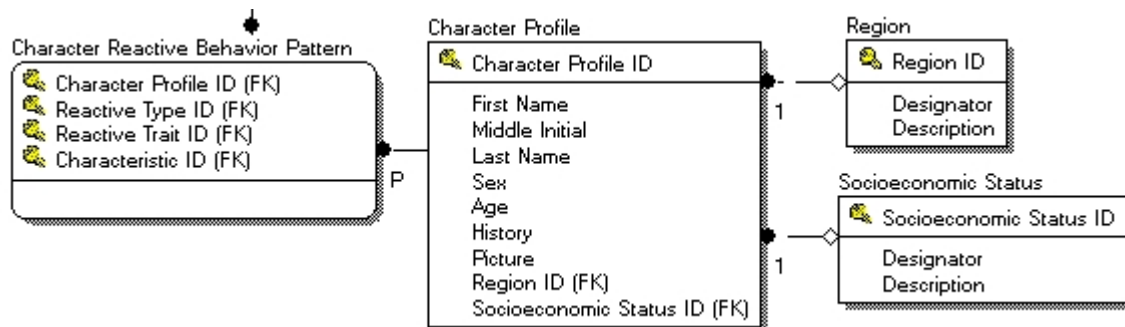 Character Reactive Behavior Pattern
Character Profile ID (FK)
Reactive Type ID (FK)
Reactive Trait ID (FK)
Characteristic ID (FK)
P
Character Profile
Character Profile ID
First Name
Middle Initial
Last Name
Sex
Age
History
Picture
Region ID (FK)
Socioeconomic Status ID (FK)
1
1
Region
Region ID
Designator
Description
Socioeconomic Status
Socioeconomic Status ID
Designator
Description